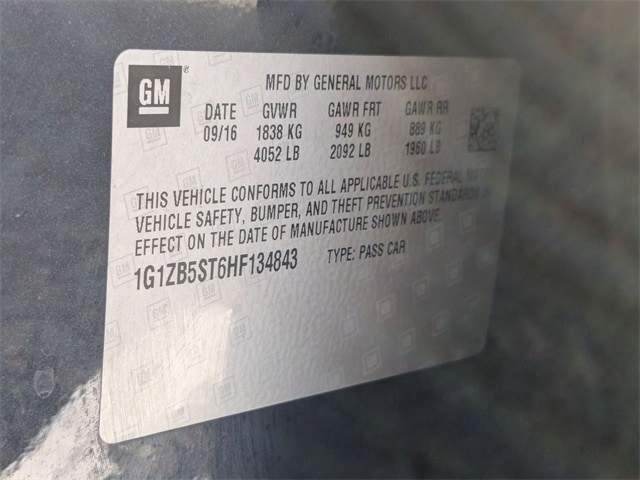 GM
MFD BY GENERAL MOTORS LLC
DATE GVWR GAWR FRT GAWR RR
09/16 1838 KG 949 KG 889 KG
4052 LB 2092 LB 1960 LB
THIS VEHICLE CONFORMS TO ALL APPLICABLE U.S. FEDERAL
VEHICLE SAFETY, BUMPER, AND THEFT PREVENTION STANDARDS IN
EFFECT ON THE DATE OF MANUFACTURE SHOWN ABOVE.
1G1ZB5ST6HF134843 TYPE: PASS CAR